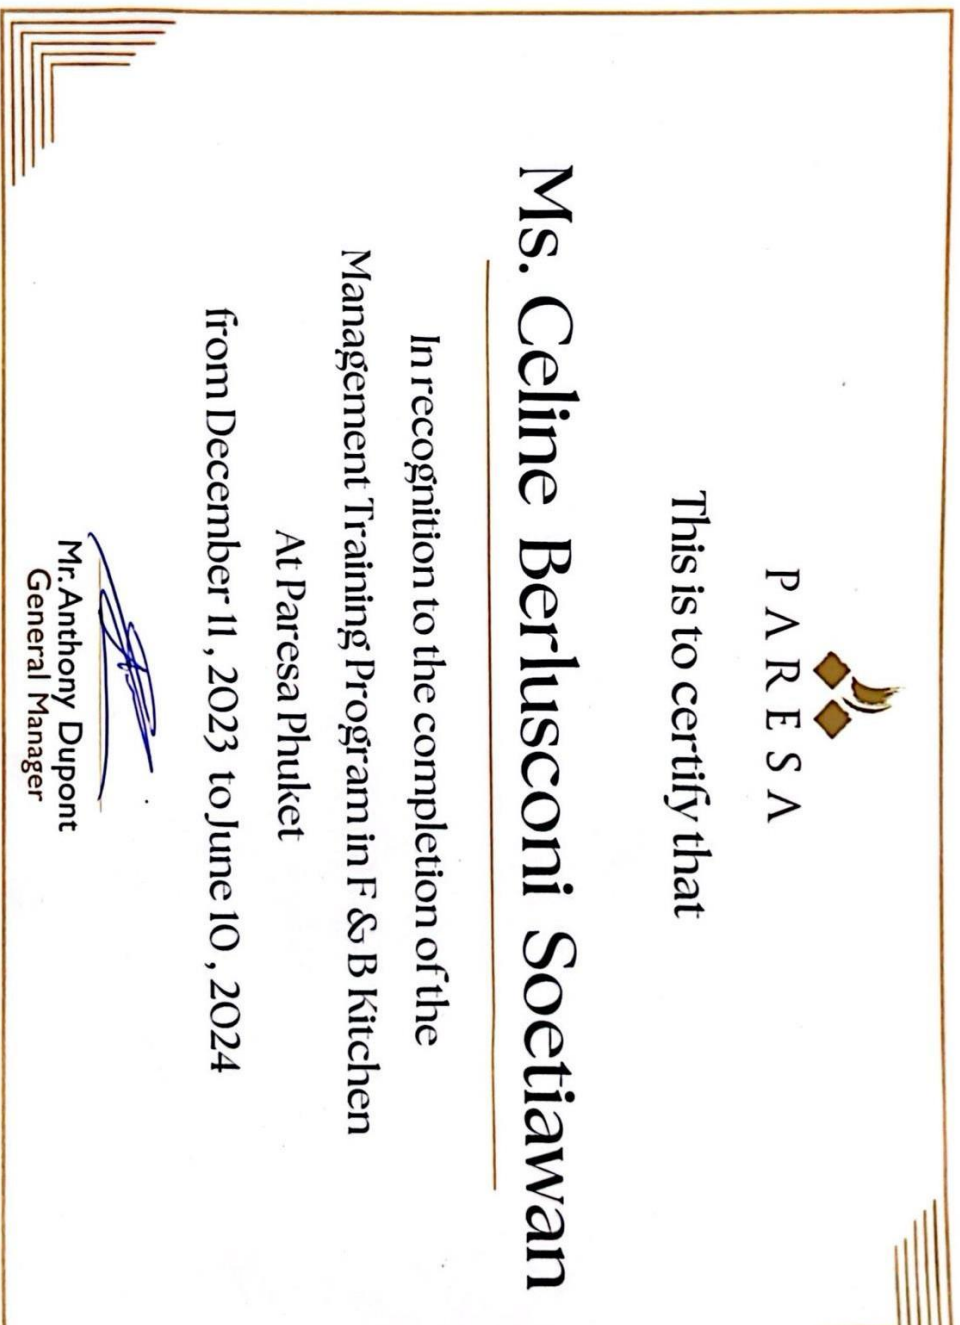 PARESA
This is to certify that
Ms. Celine Berlusconi Soetiawan
In recognition to the completion of the
Management Training Program in F & B Kitchen
At Paresa Phuket
from December 11, 2023 to June 10, 2024
Mr. Anthony Dupont
General Manager